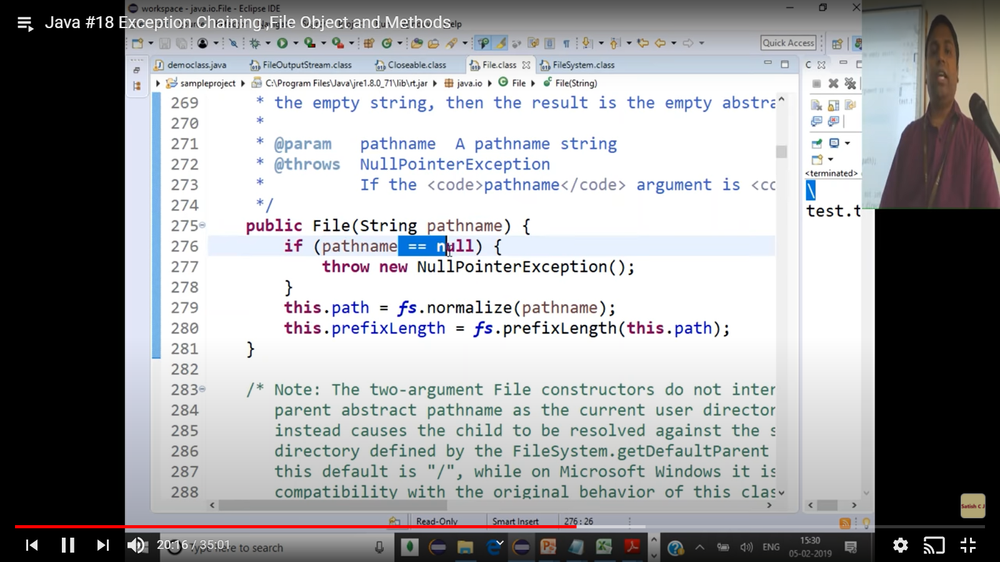 workspace - java.io.File - Eclipse IDE
Java #18 Exception Chaining.,File Object and Methods
Quick Access
democlass.java
FileOutputStream.class
Closeable.class
File.class
FileSystem.class
C
sampleproject
C:\Program Files\Java\jre1.8.0_71\lib\rt.jar
java.io
File
File(String)
269 * the empty string, then the result is the empty abstra
270 *
271 * @param pathname A pathname string
272 * @throws NullPointerException
273 * If the <code>pathname</code> argument is <co
274 */
275 public File(String pathname) {
276 if (pathname == null) {
277 throw new NullPointerException();
278 }
279 this.path = fs.normalize(pathname);
280 this.prefixLength = fs.prefixLength(this.path);
281 }
282
283 /* Note: The two-argument File constructors do not inter
284 parent abstract pathname as the current user director
285 instead causes the child to be resolved against the s
286 directory defined by the FileSystem.getDefaultParent
287 this default is "/", while on Microsoft Windows it is
288 compatibility with the original behavior of this clas
<terminated>
\
test.t
Satish C J
Read-Only
Smart Insert
276 : 26
20:16 / 35:01
Type here to search
ENG
15:30
05-02-2019